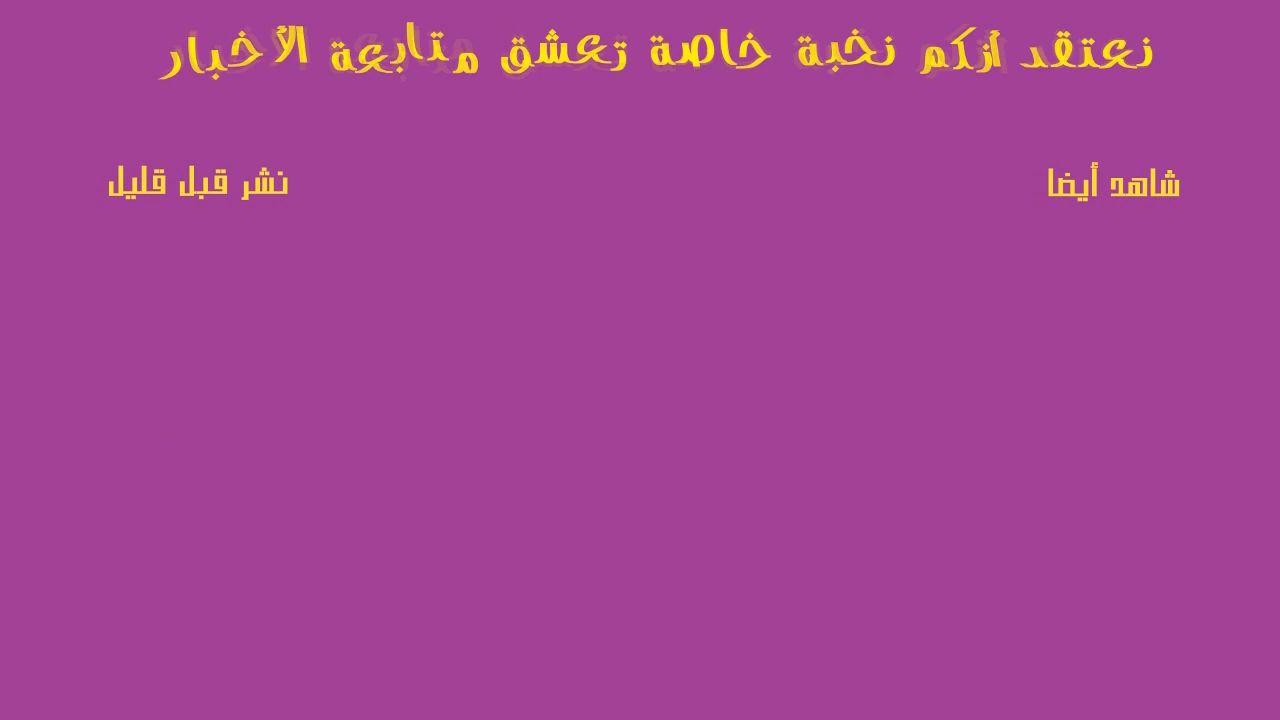 نعتقد أنكم نخبة خاصة تعشق متابعة الأخبار
شاهد أيضا
نشر قبل قليل